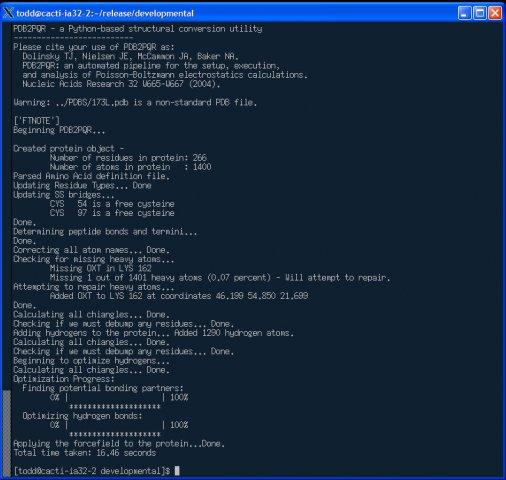 todd@cacti-ia32-2:~/release/developmental
PDB2PQR - a Python-based structural conversion utility
--------------------------
Please cite your use of PDB2PQR as:
Dolinsky TJ, Nielsen JE, McCammon JA, Baker NA.
PDB2PQR: an automated pipeline for the setup, execution,
and analysis of Poisson-Boltzmann electrostatics calculations.
Nucleic Acids Research 32 W665-W667 (2004).
Warning: ../PDBS/173L.pdb is a non-standard PDB file.
['FTNOTE']
Beginning PDB2PQR...
Created protein object -
Number of residues in protein: 266
Number of atoms in protein : 1400
Parsed Amino Acid definition file.
Updating Residue Types... Done
Updating SS bridges...
CYS 54 is a free cysteine
CYS 97 is a free cysteine
Done.
Determining peptide bonds and termini...
Done.
Correcting all atom names... Done.
Checking for missing heavy atoms...
Missing OXT in LYS 162
Missing 1 out of 1401 heavy atoms (0.07 percent) - Will attempt to repair.
Attempting to repair heavy atoms...
Added OXT to LYS 162 at coordinates 46.199 54.850 21.699
Done.
Calculating all chiangles... Done.
Checking if we must debump any residues... Done.
Adding hydrogens to the protein... Added 1290 hydrogen atoms.
Calculating all chiangles... Done.
Checking if we must debump any residues... Done.
Beginning to optimize hydrogens...
Calculating all chiangles... Done.
Optimization Progress:
Finding potential bonding partners:
0% | | 100%
********************
Optimizing hydrogen bonds:
0% | | 100%
********************
Applying the forcefield to the protein...Done.
Total time taken: 16.46 seconds
[todd@cacti-ia32-2 developmental]$